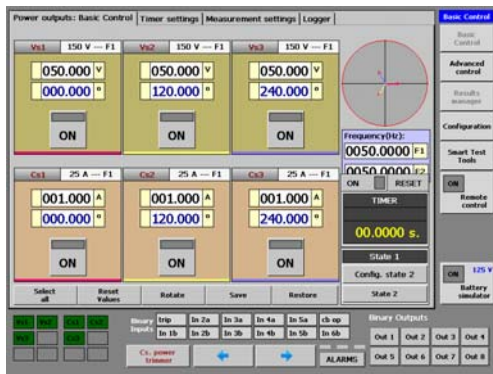 Power outputs: Basic Control Timer settings Measurement settings Logger
Basic Control
Vs1 150 V --- F1 Vs2 150 V --- F1 Vs3 150 V --- F1
Basic Control
050.000 V 050.000 V 050.000 V
Advanced control
000.000 ° 120.000 ° 240.000 °
Results manager
ON ON ON
Configuration
Frequency(Hz):
0050.0000 F1
Smart Test Tools
0050.0000 F2
Cs1 25 A --- F1 Cs2 25 A --- F1 Cs3 25 A --- F1
ON RESET
ON
Remote control
001.000 A 001.000 A 001.000 A
TIMER
000.000 ° 120.000 ° 240.000 °
00.0000 s.
ON ON ON
State 1
Config. state 2
ON 125 V
Battery simulator
Select all Reset Values Rotate Save Restore State 2
Vs1 Vs2 Cs1 Cs2
Binary Inputs trip In 2a In 3a In 4a In 5a ch op
Binary Outputs
Vs3 Cs3
In 1b In 2b In 3b In 4b In 5b In 6b
Out 1 Out 2 Out 3 Out 4
Cs. power trimmer ALARMS Out 5 Out 6 Out 7 Out 8